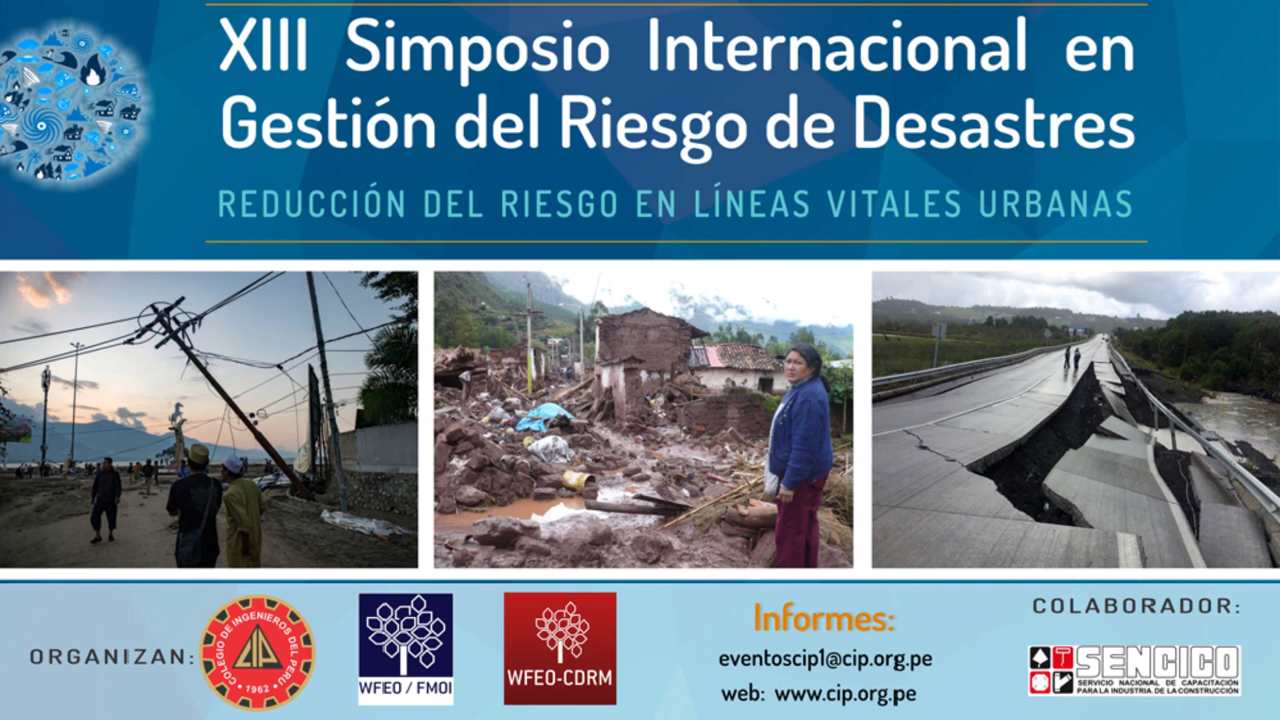 XIII Simposio Internacional en
Gestión del Riesgo de Desastres
REDUCCIÓN DEL RIESGO EN LÍNEAS VITALES URBANAS
ORGANIZAN:
COLEGIO DE INGENIEROS DEL PERU
CIP
1962
WFEO / FMOI
WFEO-CDRM
Informes:
eventoscip1@cip.org.pe
web: www.cip.org.pe
COLABORADOR:
SENCICO
SERVICIO NACIONAL DE CAPACITACIÓN
PARA LA INDUSTRIA DE LA CONSTRUCCIÓN